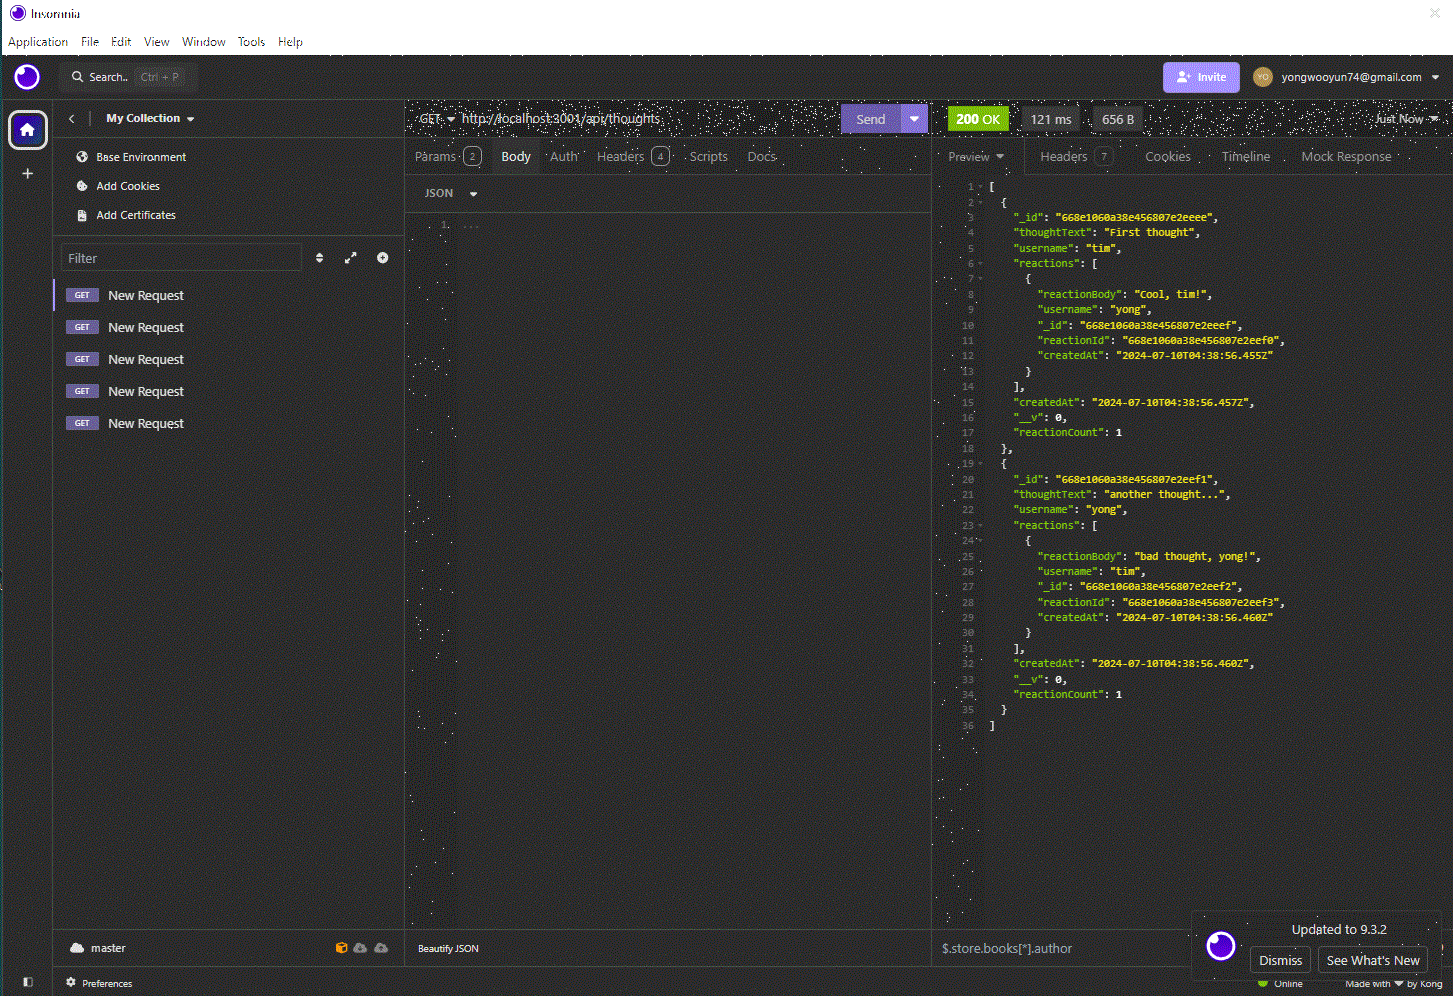 Insomnia
Application File Edit View Window Tools Help
Search.. Ctrl + P
Invite
YO yongwooyun74@gmail.com
My Collection
Base Environment
Add Cookies
Add Certificates
Filter
GET New Request
GET New Request
GET New Request
GET New Request
GET New Request
master
Preferences
GET http://localhost:3001/api/thoughts Send
Params 2 Body Auth Headers 4 Scripts Docs
JSON
1 ...
Beautify JSON
200 OK 121 ms 656 B Just Now
Preview Headers 7 Cookies Timeline Mock Response
1 [
2 {
3 "_id": "668e1060a38e456807e2eeee",
4 "thoughtText": "First thought",
5 "username": "tim",
6 "reactions": [
7 {
8 "reactionBody": "Cool, tim!",
9 "username": "yong",
10 "_id": "668e1060a38e456807e2eeef",
11 "reactionId": "668e1060a38e456807e2eef0",
12 "createdAt": "2024-07-10T04:38:56.455Z"
13 }
14 ],
15 "createdAt": "2024-07-10T04:38:56.457Z",
16 "__v": 0,
17 "reactionCount": 1
18 },
19 {
20 "_id": "668e1060a38e456807e2eef1",
21 "thoughtText": "another thought...",
22 "username": "yong",
23 "reactions": [
24 {
25 "reactionBody": "bad thought, yong!",
26 "username": "tim",
27 "_id": "668e1060a38e456807e2eef2",
28 "reactionId": "668e1060a38e456807e2eef3",
29 "createdAt": "2024-07-10T04:38:56.460Z"
30 }
31 ],
32 "createdAt": "2024-07-10T04:38:56.460Z",
33 "__v": 0,
34 "reactionCount": 1
35 }
36 ]
$.store.books[*].author
Updated to 9.3.2
Dismiss See What's New
Online Made with ♥ by Kong